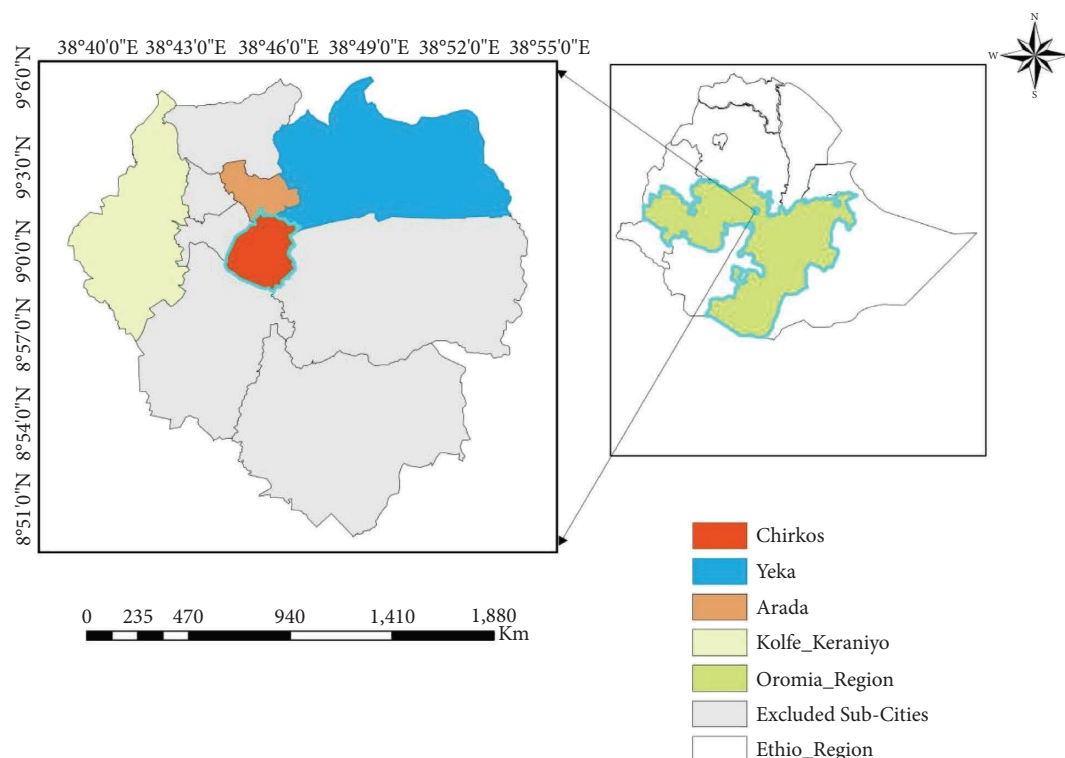 N
W
E
S
38°40'0"E 38°43'0"E 38°46'0"E 38°49'0"E 38°52'0"E 38°55'0"E
9°6'0"N
9°3'0"N
9°0'0"N
8°57'0"N
8°54'0"N
8°51'0"N
0 235 470 940 1,410 1,880
Km
Chirkos
Yeka
Arada
Kolfe_Keraniyo
Oromia_Region
Excluded Sub-Cities
Ethio_Region